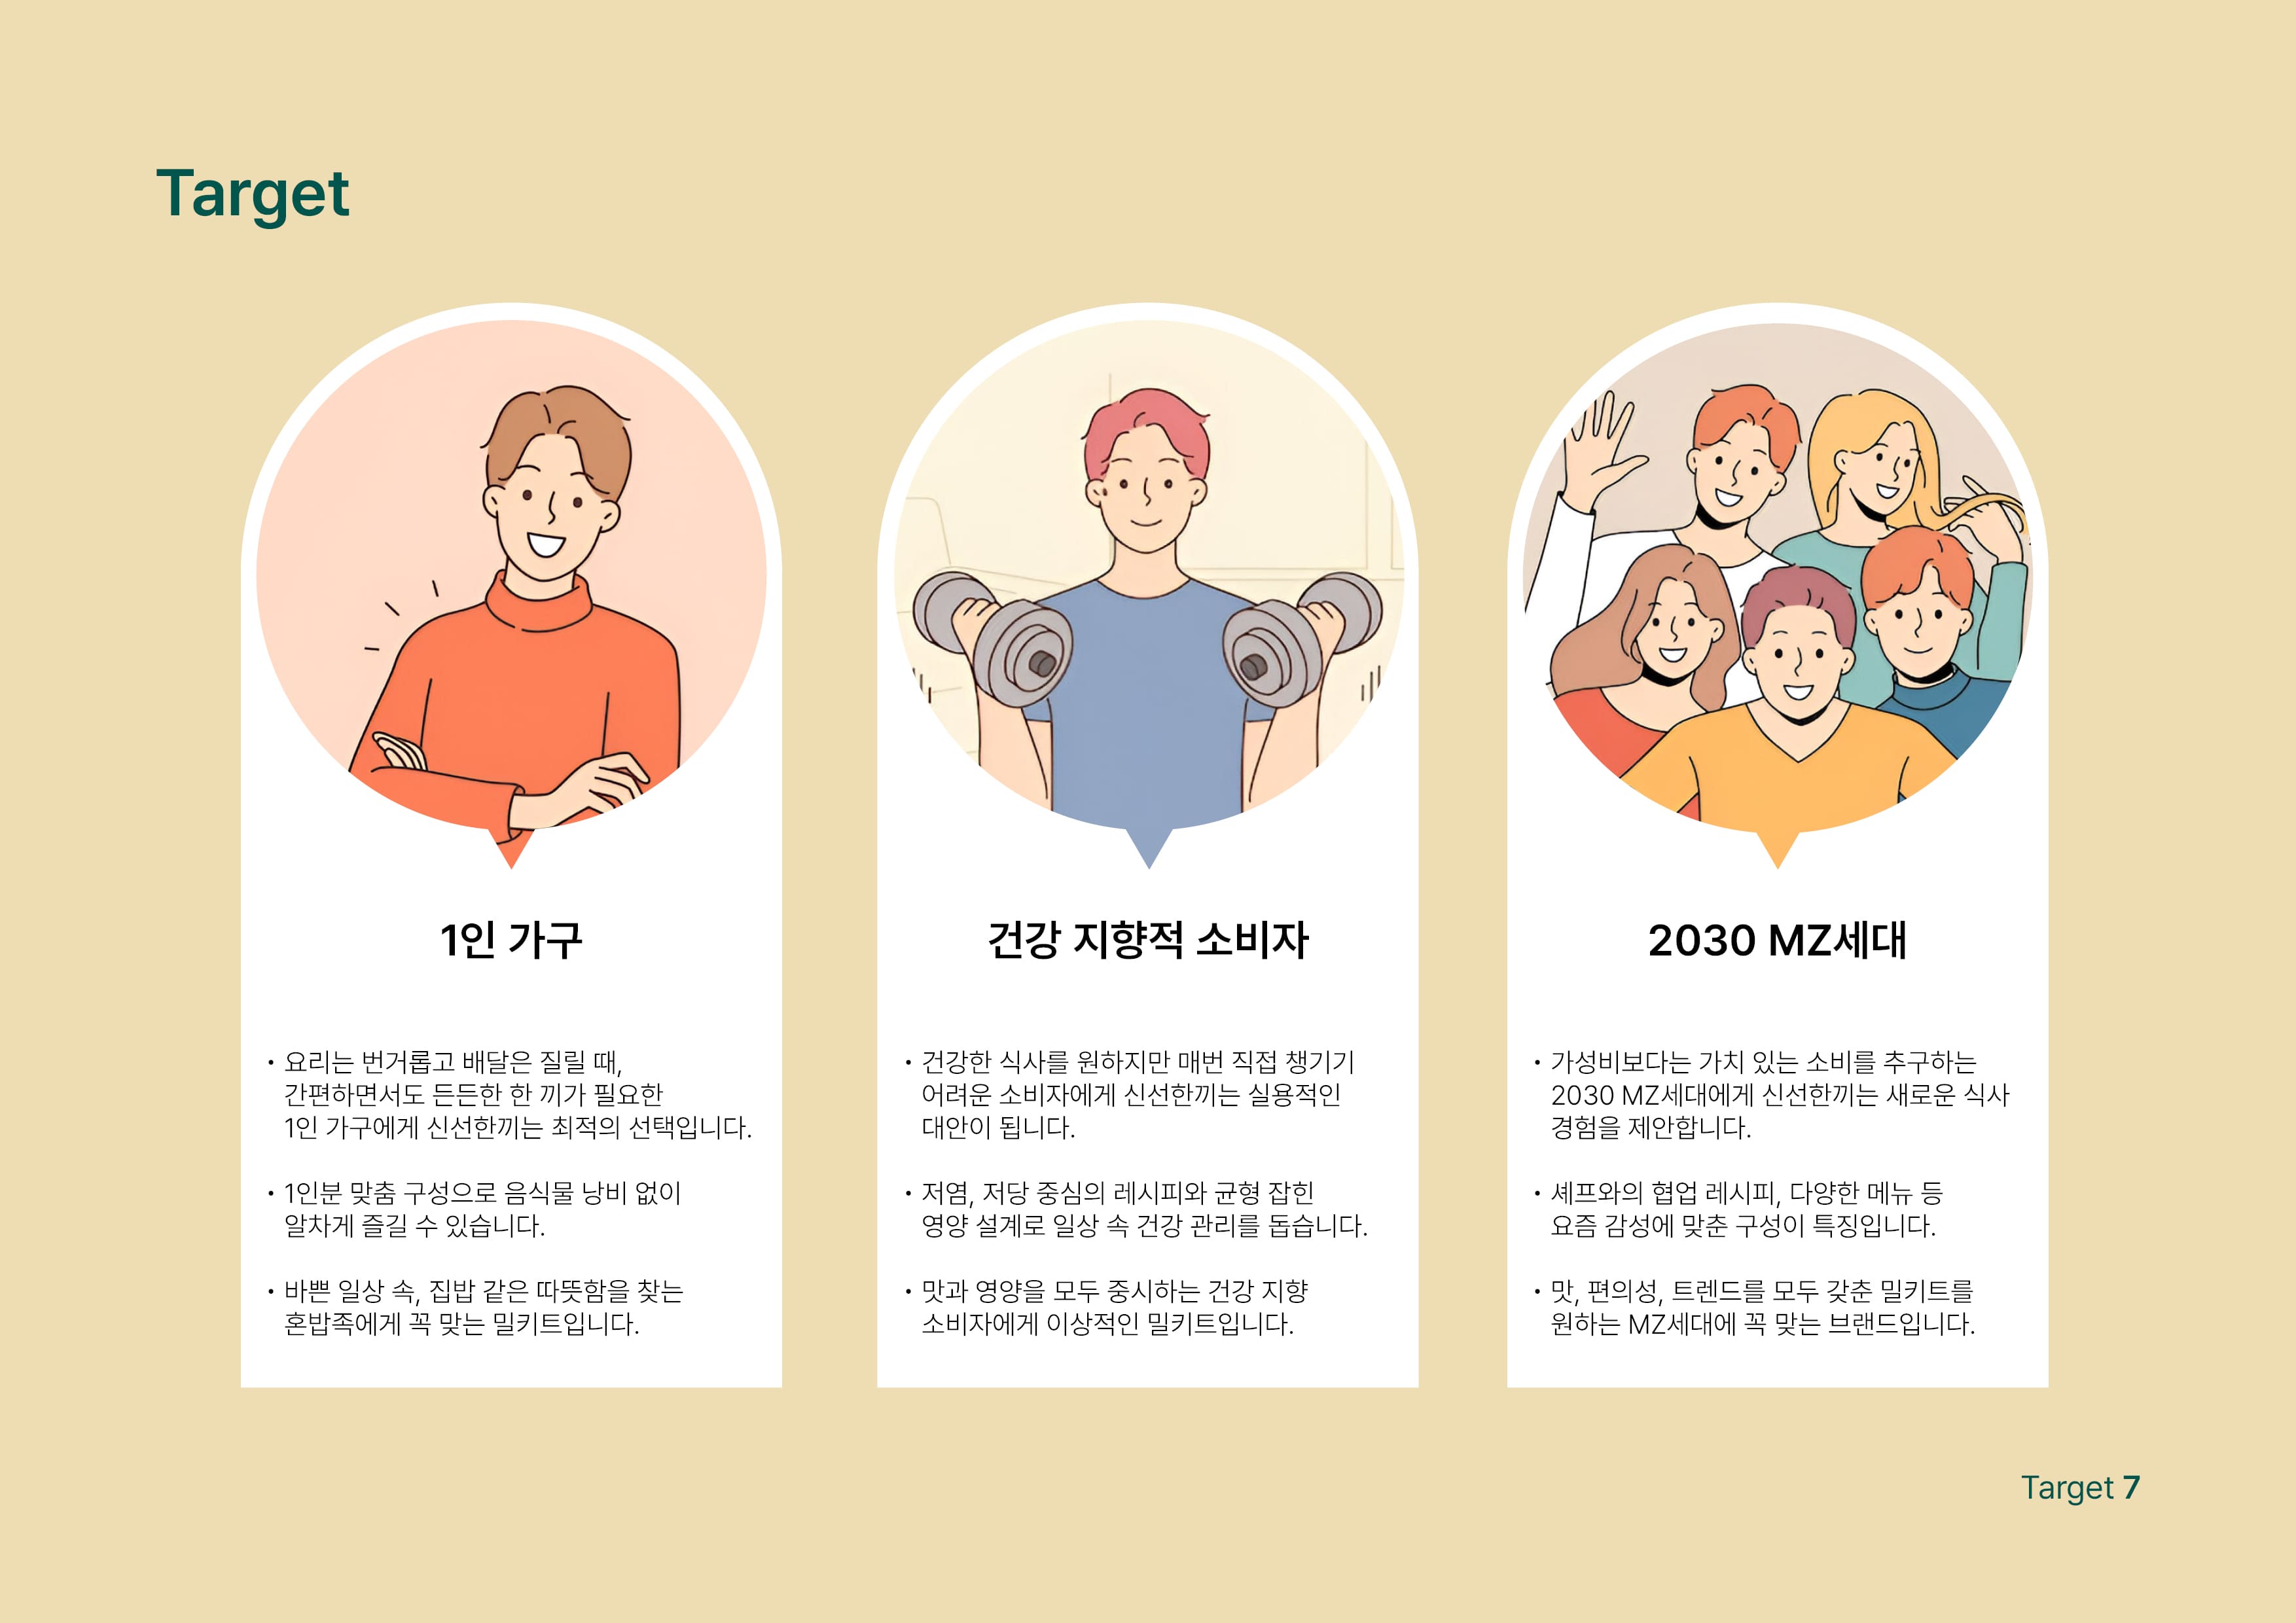 Target
1인 가구
• 요리는 번거롭고 배달은 질릴 때,
간편하면서도 든든한 한 끼가 필요한
1인 가구에게 신선한끼는 최적의 선택입니다.
• 1인분 맞춤 구성으로 음식물 낭비 없이
알차게 즐길 수 있습니다.
• 바쁜 일상 속, 집밥 같은 따뜻함을 찾는
혼밥족에게 꼭 맞는 밀키트입니다.
건강 지향적 소비자
• 건강한 식사를 원하지만 매번 직접 챙기기
어려운 소비자에게 신선한끼는 실용적인
대안이 됩니다.
• 저염, 저당 중심의 레시피와 균형 잡힌
영양 설계로 일상 속 건강 관리를 돕습니다.
• 맛과 영양을 모두 중시하는 건강 지향
소비자에게 이상적인 밀키트입니다.
2030 MZ세대
• 가성비보다는 가치 있는 소비를 추구하는
2030 MZ세대에게 신선한끼는 새로운 식사
경험을 제안합니다.
• 셰프와의 협업 레시피, 다양한 메뉴 등
요즘 감성에 맞춘 구성이 특징입니다.
• 맛, 편의성, 트렌드를 모두 갖춘 밀키트를
원하는 MZ세대에 꼭 맞는 브랜드입니다.
Target 7